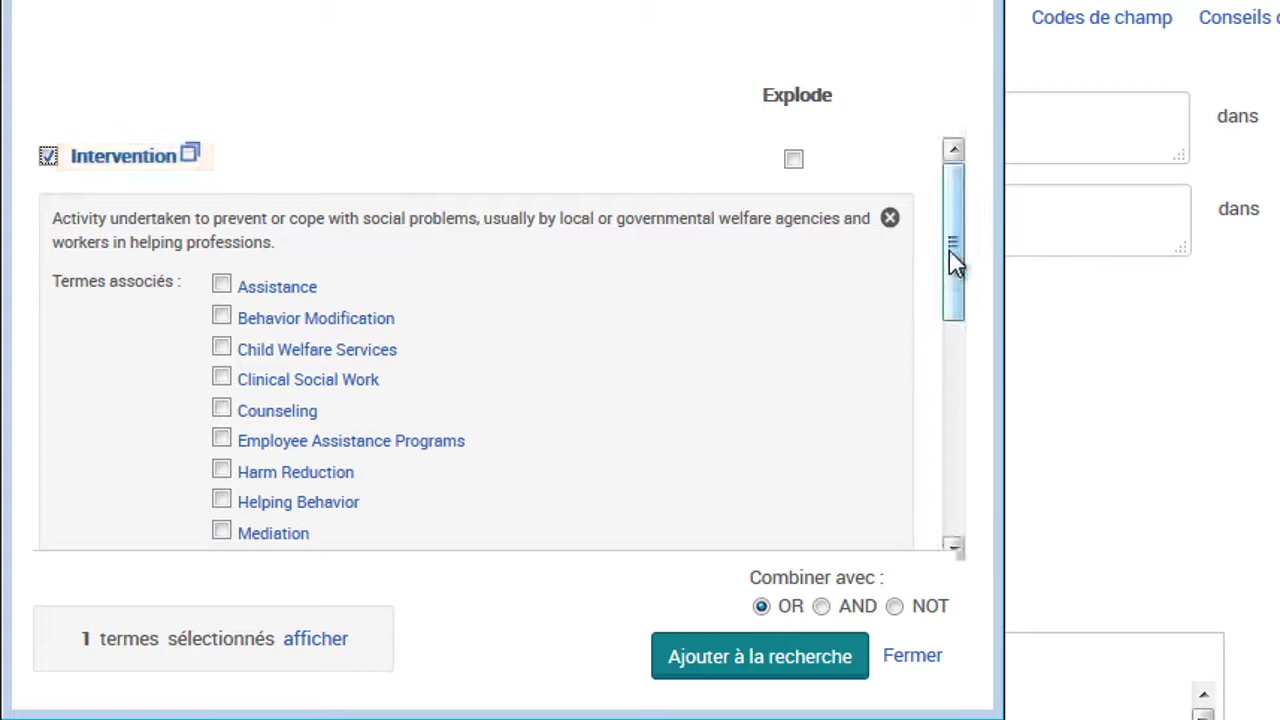 Codes de champ
Conseils
Explode
dans
Intervention
Activity undertaken to prevent or cope with social problems, usually by local or governmental welfare agencies and
workers in helping professions.
dans
Termes associés :
Assistance
Behavior Modification
Child Welfare Services
Clinical Social Work
Counseling
Employee Assistance Programs
Harm Reduction
Helping Behavior
Mediation
Combiner avec :
OR AND NOT
1 termes sélectionnés afficher
Ajouter à la recherche
Fermer